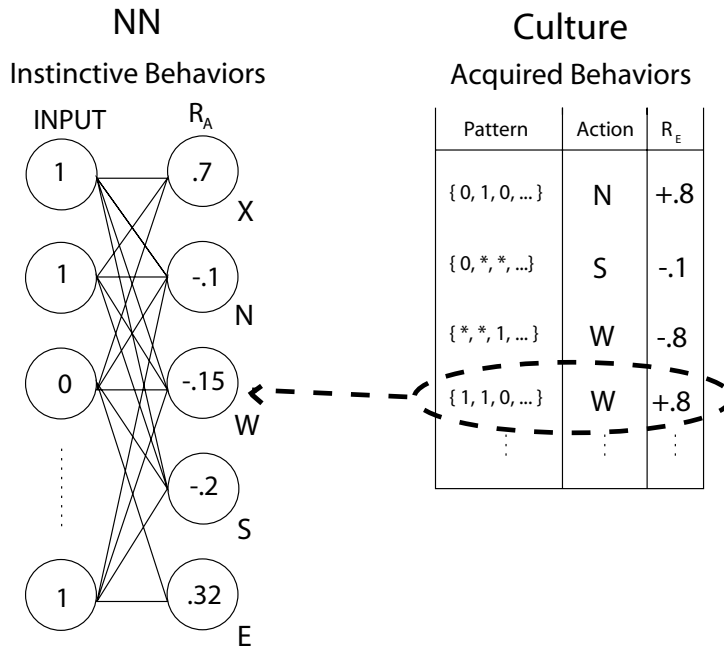 NN
Instinctive Behaviors
INPUT
R_A
1
.7
X
1
-.1
N
0
-.15
W
-.2
S
1
.32
E
Culture
Acquired Behaviors
Pattern Action R_E
{ 0, 1, 0, ... } N +.8
{ 0, *, *, ...} S -.1
{ *, *, 1, ... } W -.8
{ 1, 1, 0, ... } W +.8